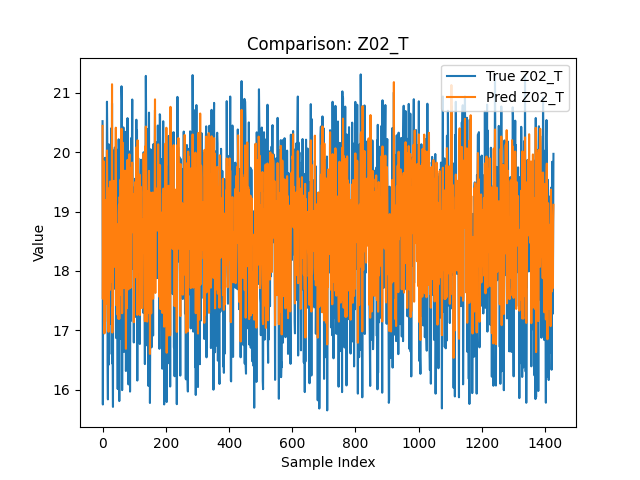 Comparison: Z02_T
True Z02_T
Pred Z02_T
Value
21
20
19
18
17
16
0 200 400 600 800 1000 1200 1400
Sample Index